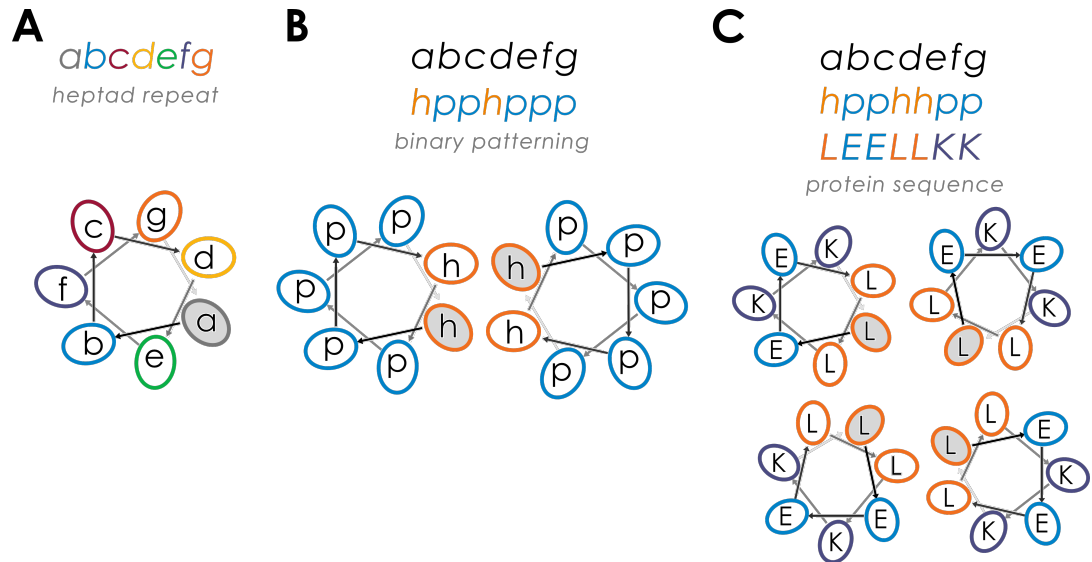 A
abcdefg
heptad repeat
c
g
d
a
e
b
f
B
abcdefg
hpphppp
binary patterning
p
p
h
h
p
p
p
h
p
p
p
p
h
C
abcdefg
hpphhpp
LEELLKK
protein sequence
E
K
L
L
L
E
K
E
K
E
K
L
L
L
L
L
L
E
K
E
K
L
L
E
K
E
K
L